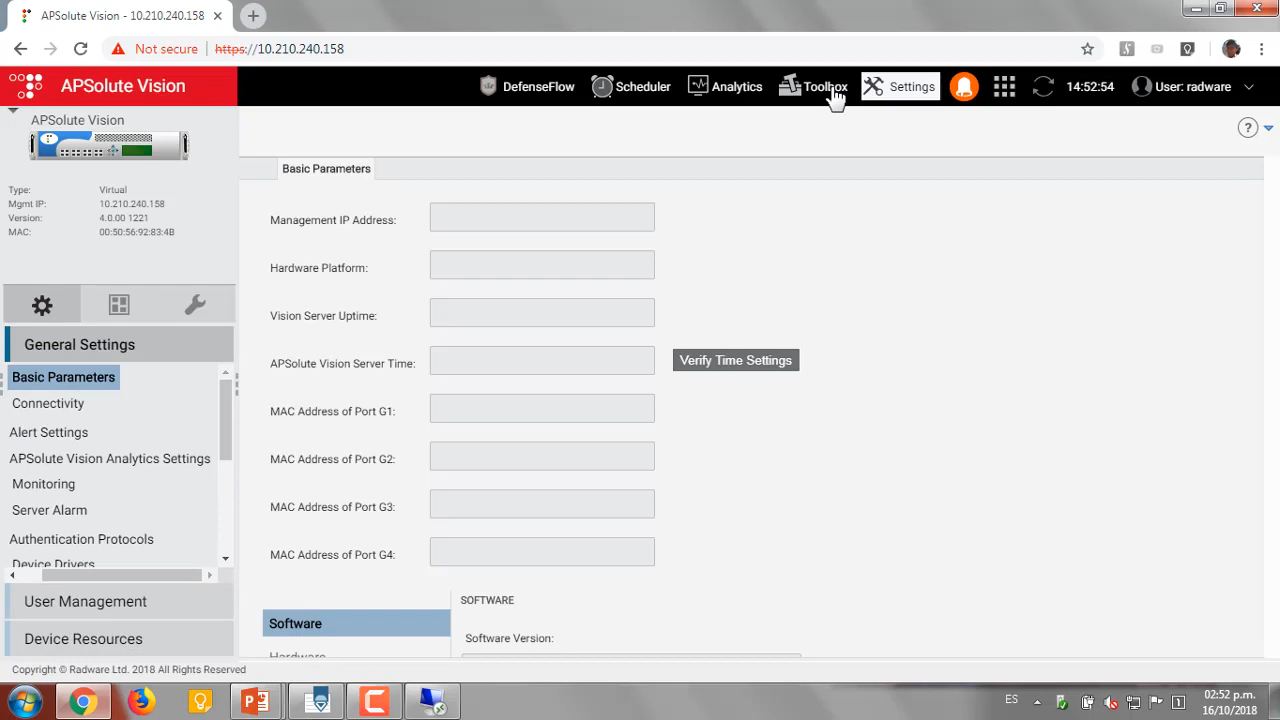 APSolute Vision - 10.210.240.158
Not secure https://10.210.240.158
APSolute Vision
DefenseFlow Scheduler Analytics Toolbox Settings 14:52:54 User: radware
APSolute Vision
Type: Virtual
Mgmt IP: 10.210.240.158
Version: 4.0.00 1221
MAC: 00:50:56:92:83:4B
General Settings
Basic Parameters
Connectivity
Alert Settings
APSolute Vision Analytics Settings
Monitoring
Server Alarm
Authentication Protocols
Device Drivers
User Management
Device Resources
Basic Parameters
Management IP Address:
Hardware Platform:
Vision Server Uptime:
APSolute Vision Server Time: Verify Time Settings
MAC Address of Port G1:
MAC Address of Port G2:
MAC Address of Port G3:
MAC Address of Port G4:
Software
Hardware
SOFTWARE
Software Version:
Copyright © Radware Ltd. 2018 All Rights Reserved
ES
02:52 p.m.
16/10/2018